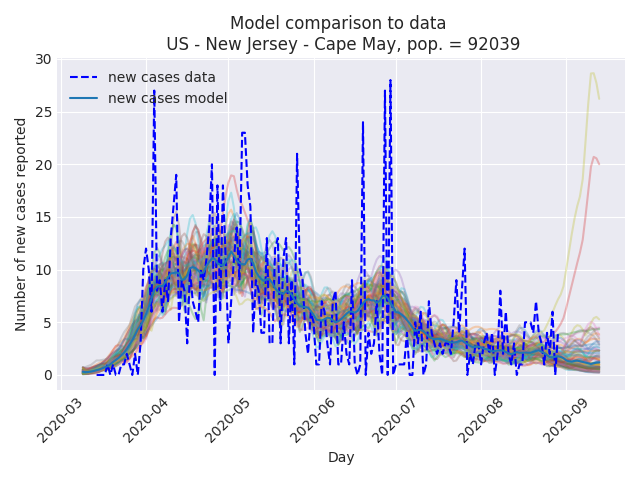 Model comparison to data
US - New Jersey - Cape May, pop. = 92039
new cases data
new cases model
Number of new cases reported
30
25
20
15
10
5
0
2020-03
2020-04
2020-05
2020-06
2020-07
2020-08
2020-09
Day